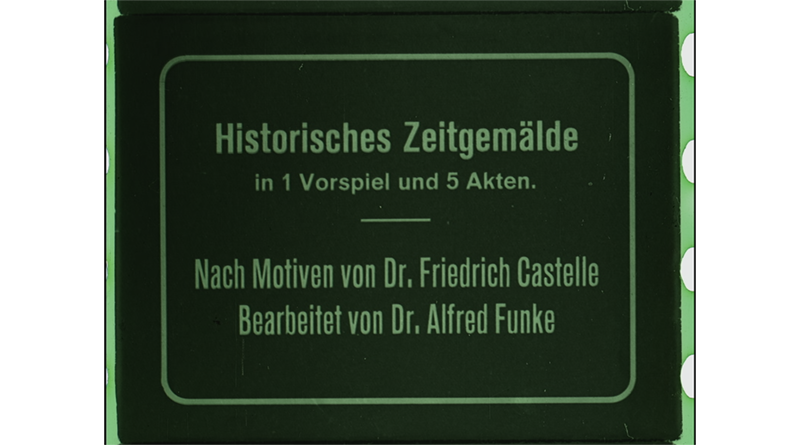 Historisches Zeitgemälde
in 1 Vorspiel und 5 Akten.
Nach Motiven von Dr. Friedrich Castelle
Bearbeitet von Dr. Alfred Funke